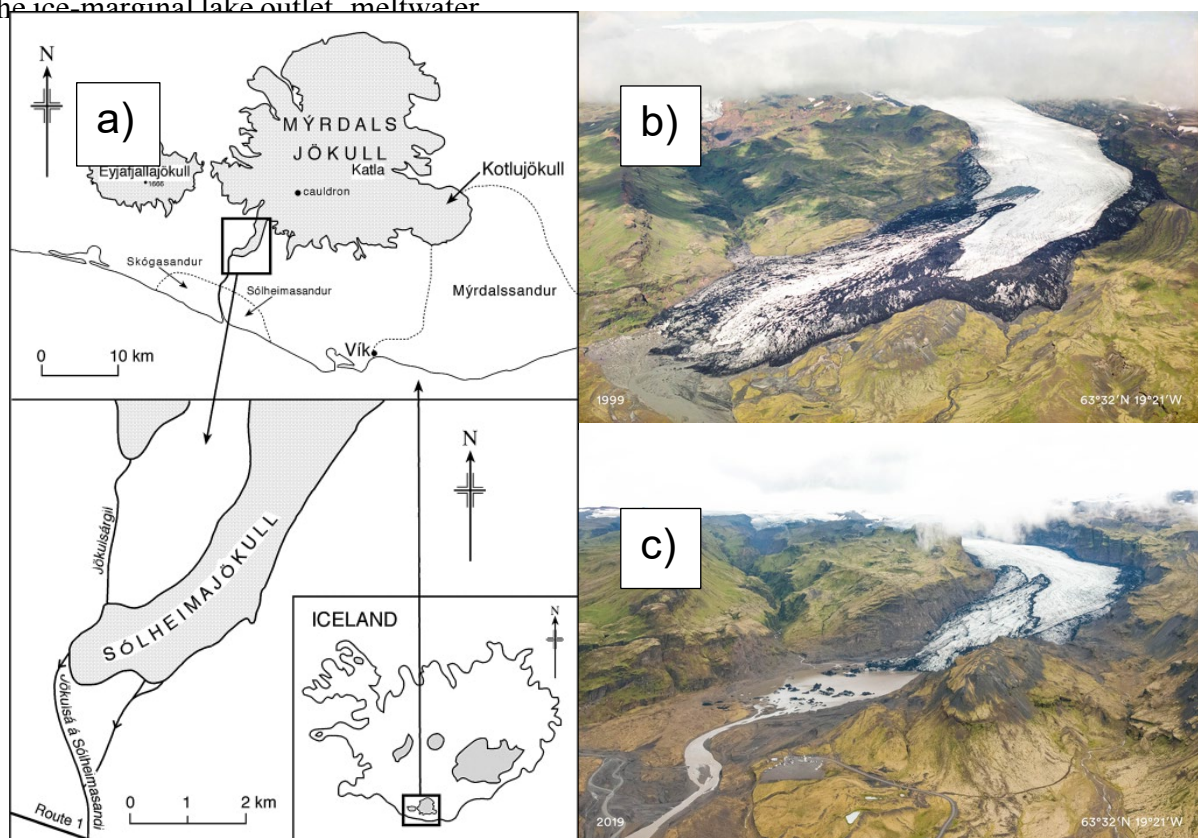 the ice-marginal lake outlet, meltwater
N
a)
MÝRDALS
JÖKULL
Katla
Eyjafjallajökull
1666
cauldron
Kotlujökull
Skógasandur
Sólheimasandur
Mýrdalssandur
Vík
0 10 km
b)
1999
63°32'N 19°21'W
N
Jökulsárgil
SÓLHEIMAJÖKULL
Jökulsá á Sólheimasandi
Route 1
0 1 2 km
ICELAND
N
c)
2019
63°32'N 19°21'W